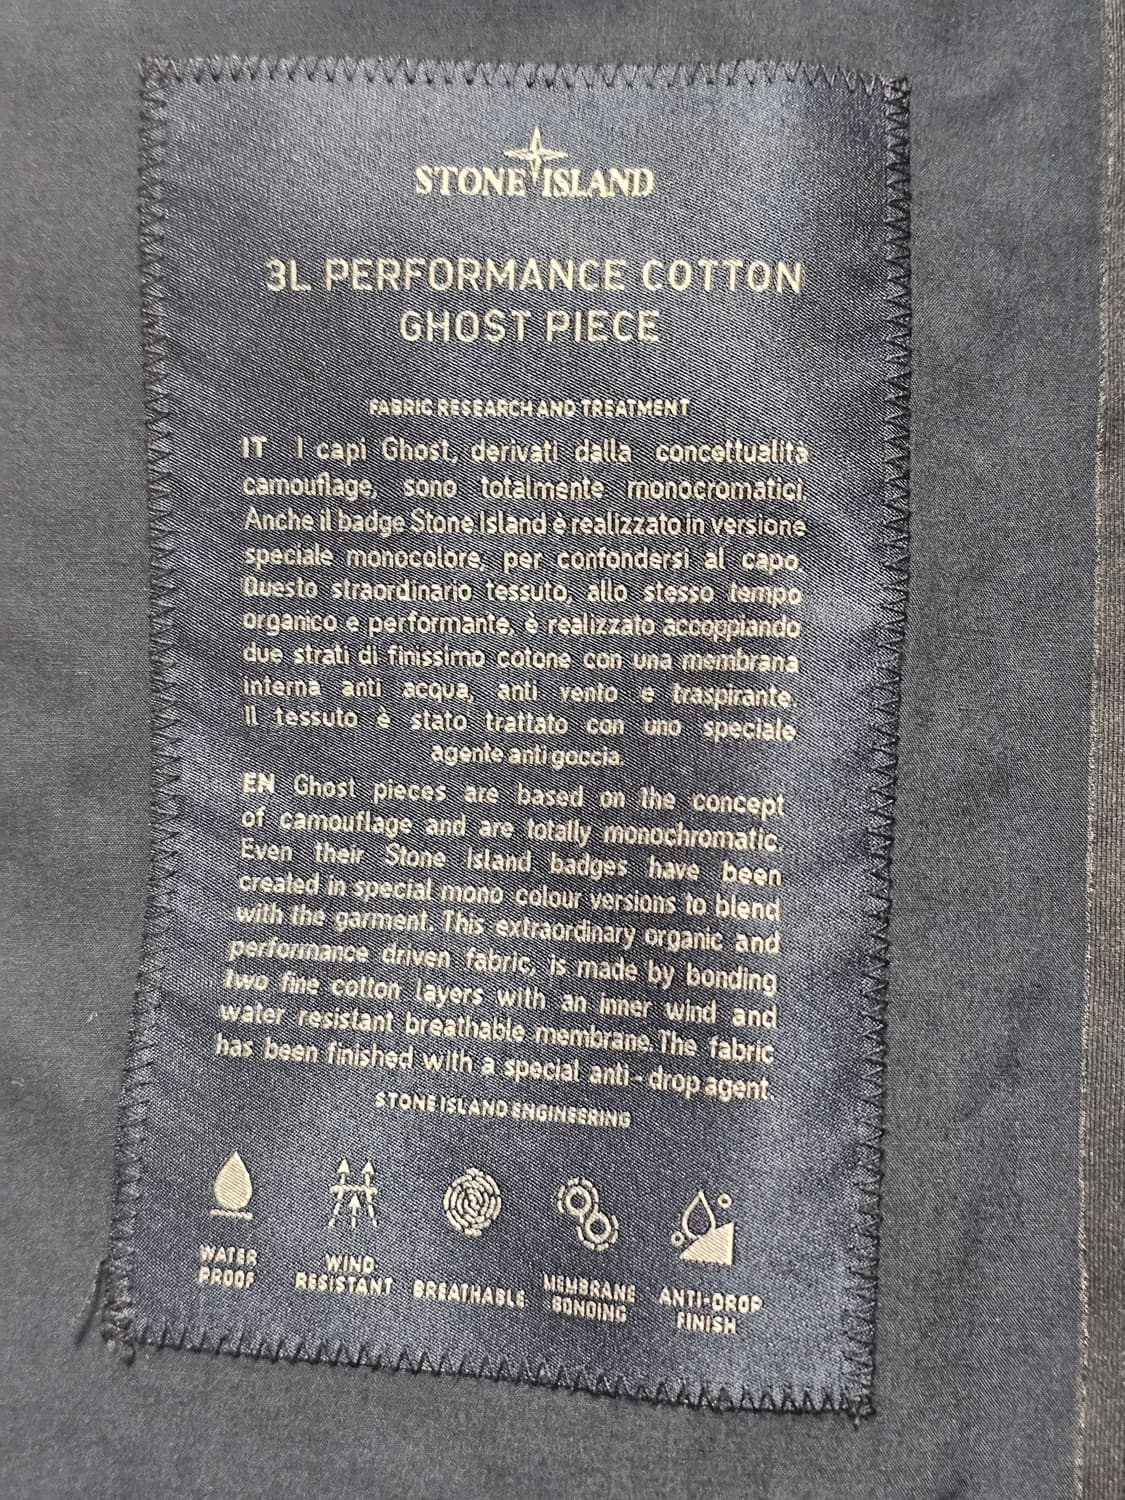 STONE ISLAND
3L PERFORMANCE COTTON
GHOST PIECE
FABRIC RESEARCH AND TREATMENT
IT I capi Ghost, derivati dalla concettualità
camouflage, sono totalmente monocromatici.
Anche il badge Stone Island è realizzato in versione
speciale monocolore, per confondersi al capo.
Questo straordinario tessuto, allo stesso tempo
organico e performante, è realizzato accoppiando
due strati di finissimo cotone con una membrana
interna anti acqua, anti vento e traspirante.
Il tessuto è stato trattato con uno speciale
agente anti goccia.
EN Ghost pieces are based on the concept
of camouflage and are totally monochromatic.
Even their Stone Island badges have been
created in special mono colour versions to blend
with the garment. This extraordinary organic and
performance driven fabric, is made by bonding
two fine cotton layers with an inner wind and
water resistant breathable membrane. The fabric
has been finished with a special anti-drop agent.
STONE ISLAND ENGINEERING
WATER
PROOF
WIND
RESISTANT
BREATHABLE
MEMBRANE
BONDING
ANTI-DROP
FINISH